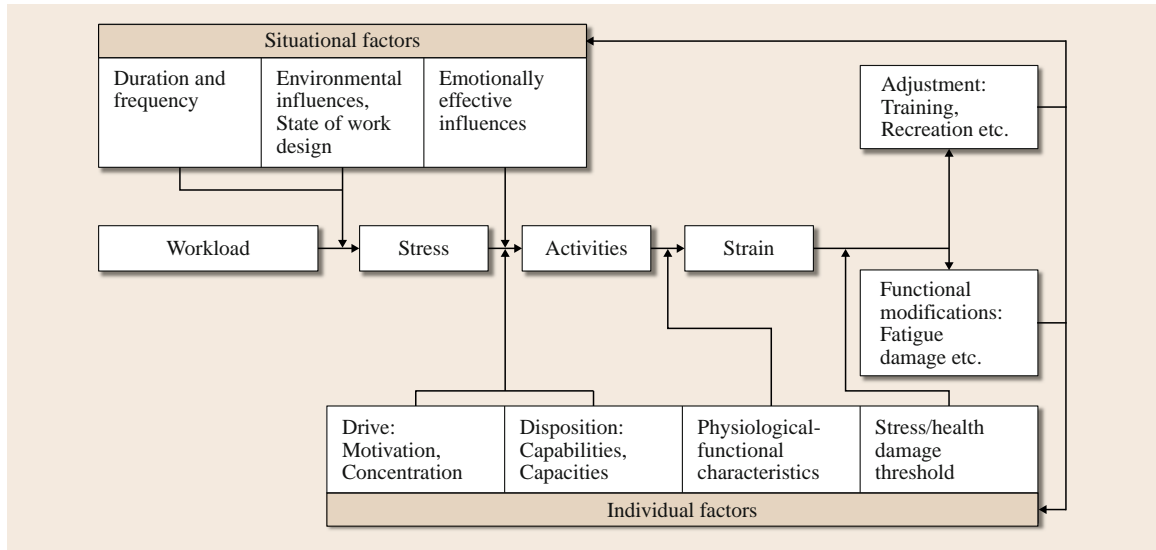 Situational factors
Duration and
frequency
Environmental
influences,
State of work
design
Emotionally
effective
influences
Adjustment:
Training,
Recreation etc.
Workload
Stress
Activities
Strain
Functional
modifications:
Fatigue
damage etc.
Drive:
Motivation,
Concentration
Disposition:
Capabilities,
Capacities
Physiological-
functional
characteristics
Stress/health
damage
threshold
Individual factors